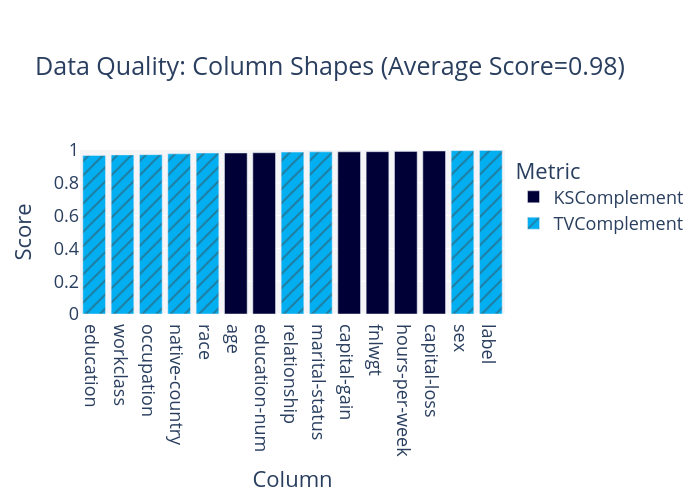 Data Quality: Column Shapes (Average Score=0.98)
Score
1
0.8
0.6
0.4
0.2
0
education
workclass
occupation
native-country
race
age
education-num
relationship
marital-status
capital-gain
fnlwgt
hours-per-week
capital-loss
sex
label
Column
Metric
KSComplement
TVComplement